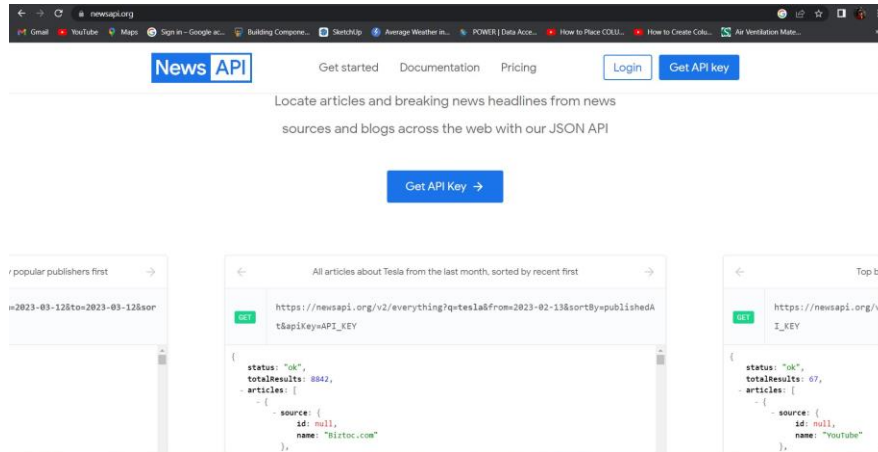 newsapi.org
Gmail YouTube Maps Sign in – Google ac... Building Compone... SketchUp Average Weather in... POWER | Data Acce... How to Place COLU... How to Create Colu... Air Ventilation Mate...
News API Get started Documentation Pricing Login Get API key
Locate articles and breaking news headlines from news
sources and blogs across the web with our JSON API
Get API Key →
popular publishers first →
← All articles about Tesla from the last month, sorted by recent first →
← Top
=2023-03-12&to=2023-03-12&sor
GET https://newsapi.org/v2/everything?q=tesla&from=2023-02-13&sortBy=publishedA
t&apiKey=API_KEY
GET https://newsapi.org/
I_KEY
{
status: "ok",
totalResults: 8842,
- articles: [
- {
- source: {
id: null,
name: "Biztoc.com"
},
{
status: "ok",
totalResults: 67,
- articles: [
- {
- source: {
id: null,
name: "YouTube"
},